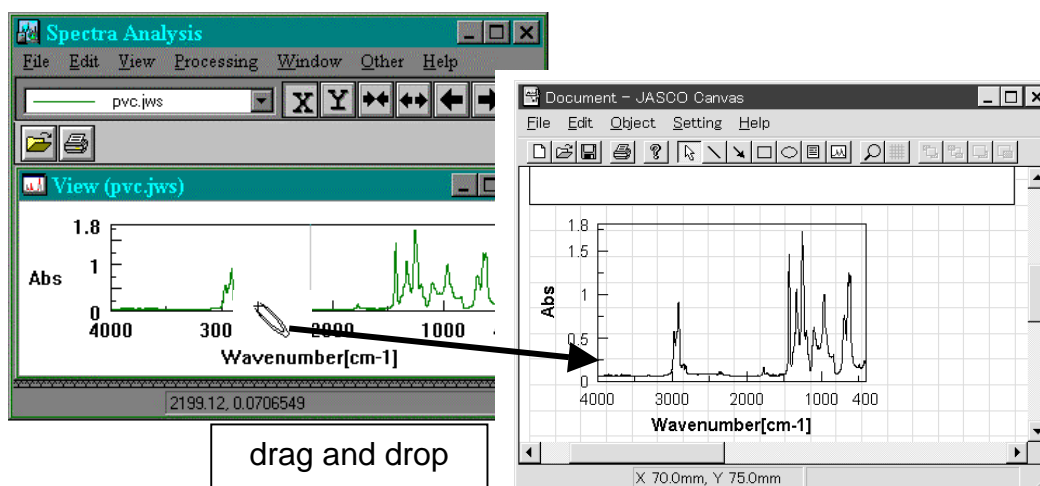 Spectra Analysis
File Edit View Processing Window Other Help
pvc.jws
X Y
View (pvc.jws)
1.8
1
Abs
0
4000 300 2000 1000
Wavenumber[cm-1]
2199.12, 0.0706549
drag and drop
Document - JASCO Canvas
File Edit Object Setting Help
1.8
1.5
1
Abs
0.5
0
4000 3000 2000 1000 400
Wavenumber[cm-1]
X 70.0mm, Y 75.0mm